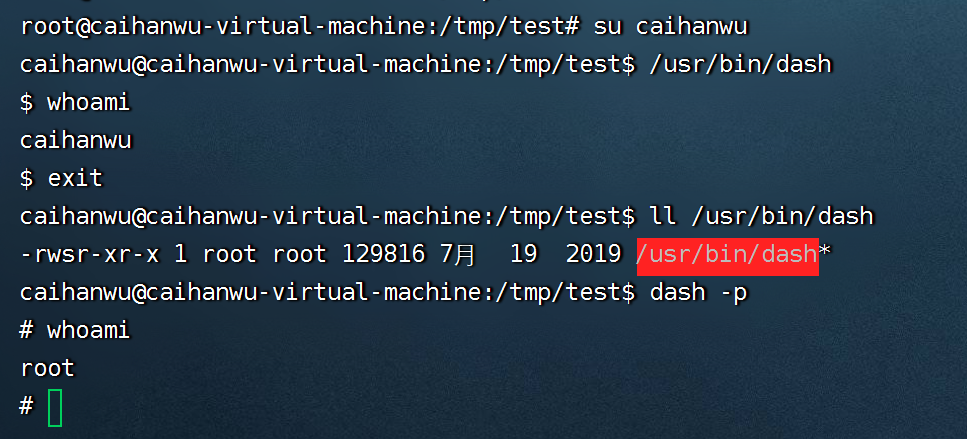 root@caihanwu-virtual-machine:/tmp/test# su caihanwu
caihanwu@caihanwu-virtual-machine:/tmp/test$ /usr/bin/dash
$ whoami
caihanwu
$ exit
caihanwu@caihanwu-virtual-machine:/tmp/test$ ll /usr/bin/dash
-rwsr-xr-x 1 root root 129816 7月  19  2019 /usr/bin/dash*
caihanwu@caihanwu-virtual-machine:/tmp/test$ dash -p
# whoami
root
#